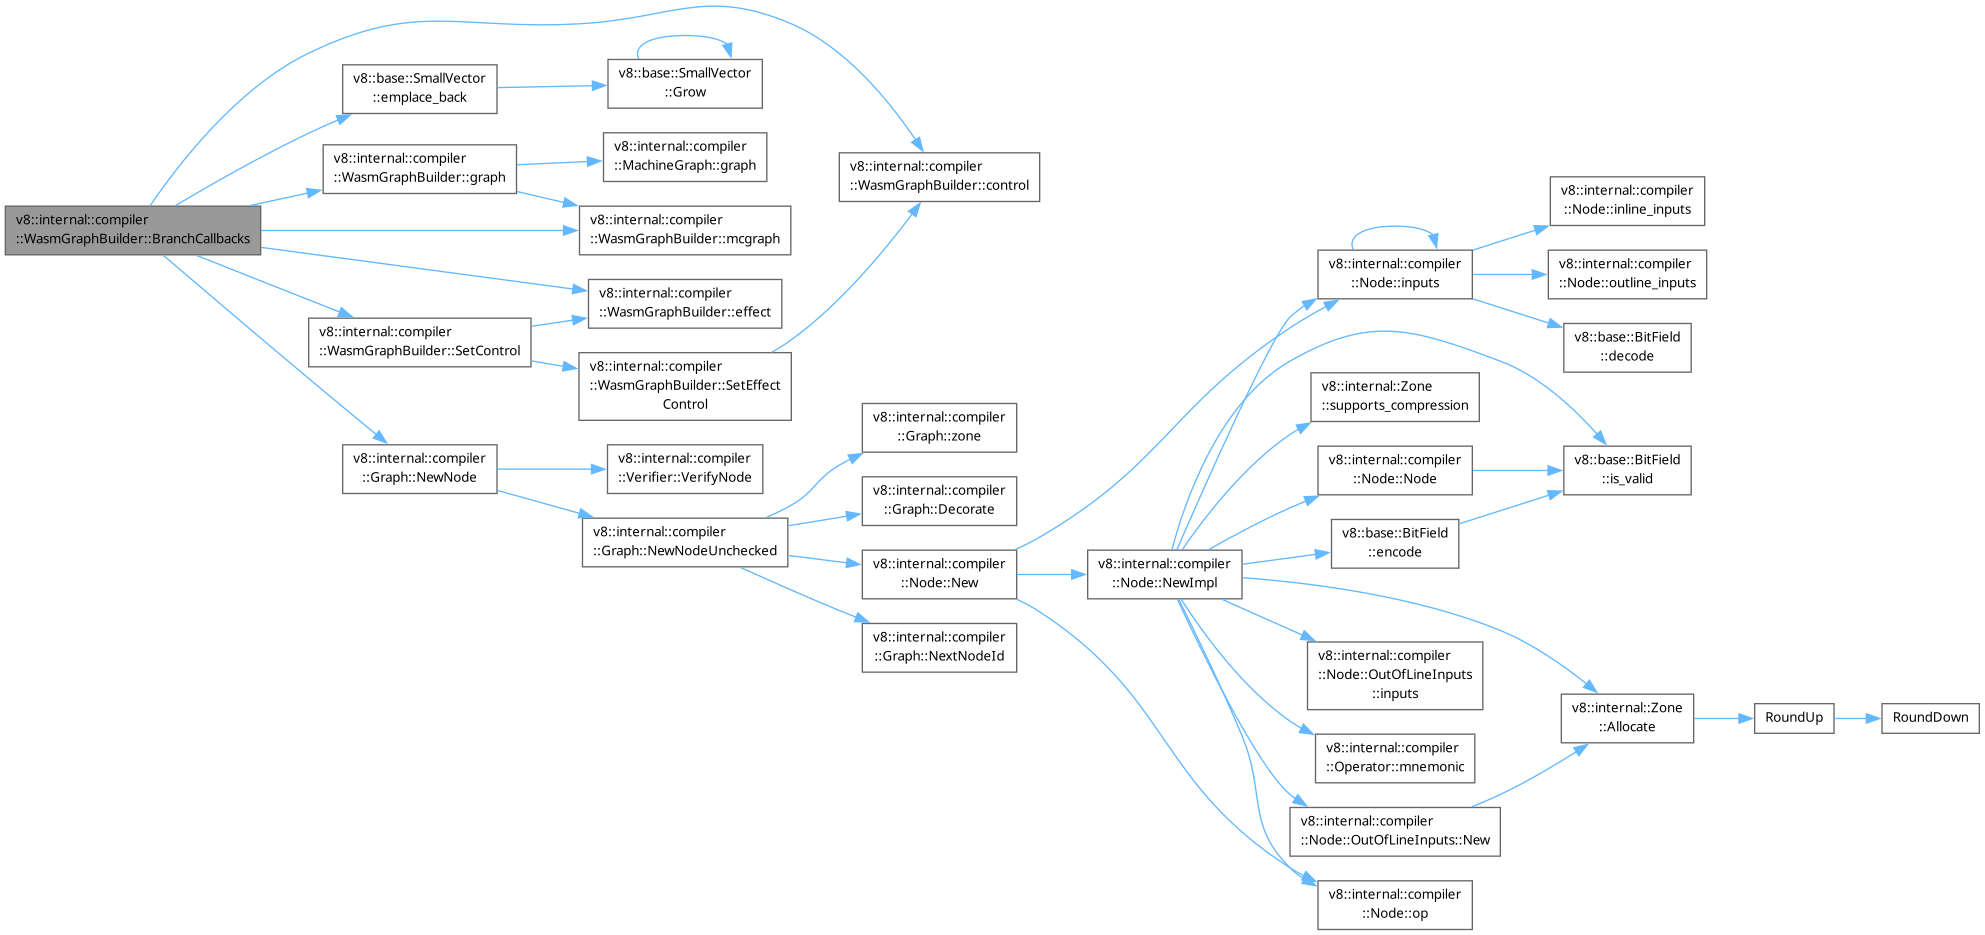 v8::internal::compiler
::WasmGraphBuilder::BranchCallbacks
v8::base::SmallVector
::emplace_back
v8::internal::compiler
::WasmGraphBuilder::graph
v8::internal::compiler
::WasmGraphBuilder::SetControl
v8::internal::compiler
::Graph::NewNode
v8::base::SmallVector
::Grow
v8::internal::compiler
::MachineGraph::graph
v8::internal::compiler
::WasmGraphBuilder::mcgraph
v8::internal::compiler
::WasmGraphBuilder::effect
v8::internal::compiler
::WasmGraphBuilder::SetEffect
Control
v8::internal::compiler
::Verifier::VerifyNode
v8::internal::compiler
::Graph::NewNodeUnchecked
v8::internal::compiler
::WasmGraphBuilder::control
v8::internal::compiler
::Graph::zone
v8::internal::compiler
::Graph::Decorate
v8::internal::compiler
::Node::New
v8::internal::compiler
::Graph::NextNodeId
v8::internal::compiler
::Node::NewImpl
v8::internal::compiler
::Node::inputs
v8::internal::Zone
::supports_compression
v8::internal::compiler
::Node::Node
v8::base::BitField
::encode
v8::internal::compiler
::Node::OutOfLineInputs
::inputs
v8::internal::compiler
::Operator::mnemonic
v8::internal::compiler
::Node::OutOfLineInputs::New
v8::internal::compiler
::Node::op
v8::internal::compiler
::Node::inline_inputs
v8::internal::compiler
::Node::outline_inputs
v8::base::BitField
::decode
v8::base::BitField
::is_valid
v8::internal::Zone
::Allocate
RoundUp
RoundDown